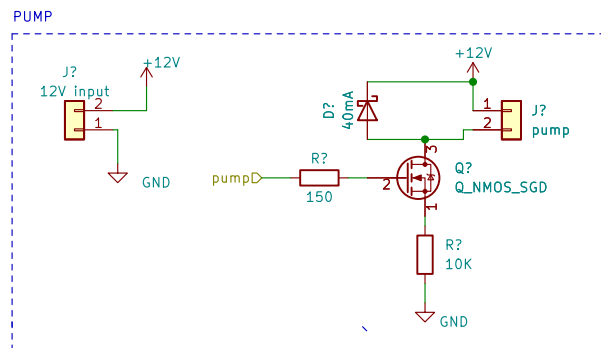 PUMP
+12V
J?
12V input
2
1
GND
+12V
D?
40mA
1
2
J?
pump
pump
R?
150
3
2
1
Q?
Q_NMOS_SGD
R?
10K
GND